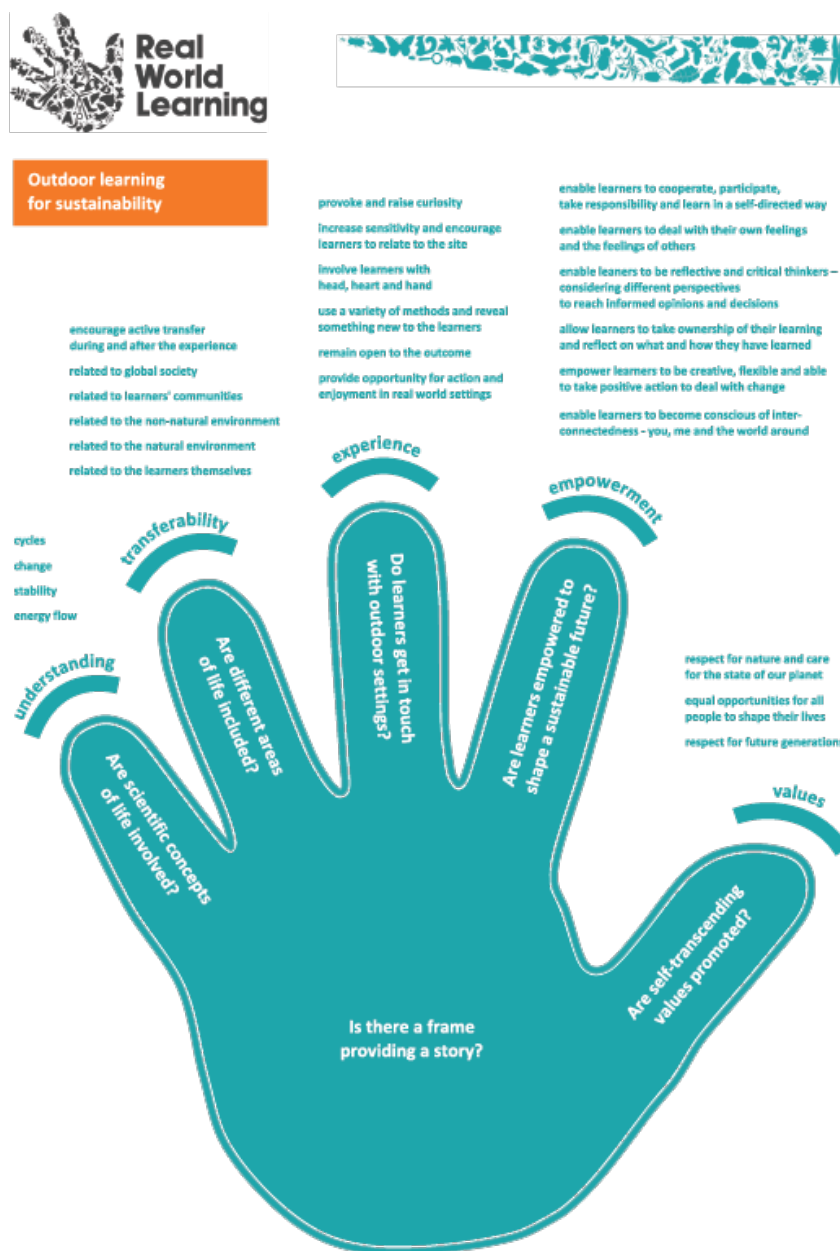 Real
World
Learning
Outdoor learning
for sustainability
provoke and raise curiosity
increase sensitivity and encourage
learners to relate to the site
involve learners with
head, heart and hand
use a variety of methods and reveal
something new to the learners
remain open to the outcome
provide opportunity for action and
enjoyment in real world settings
enable learners to cooperate, participate,
take responsibility and learn in a self-directed way
enable learners to deal with their own feelings
and the feelings of others
enable leaners to be reflective and critical thinkers –
considering different perspectives
to reach informed opinions and decisions
allow learners to take ownership of their learning
and reflect on what and how they have learned
empower learners to be creative, flexible and able
to take positive action to deal with change
enable learners to become conscious of inter-
connectedness - you, me and the world around
encourage active transfer
during and after the experience
related to global society
related to learners' communities
related to the non-natural environment
related to the natural environment
related to the learners themselves
cycles
change
stability
energy flow
understanding
transferability
experience
empowerment
respect for nature and care
for the state of our planet
equal opportunities for all
people to shape their lives
respect for future generation
values
Are scientific concepts
of life involved?
Are different areas
of life included?
Do learners get in touch
with outdoor settings?
Are learners empowered to
shape a sustainable future?
Are self-transcending
values promoted?
Is there a frame
providing a story?